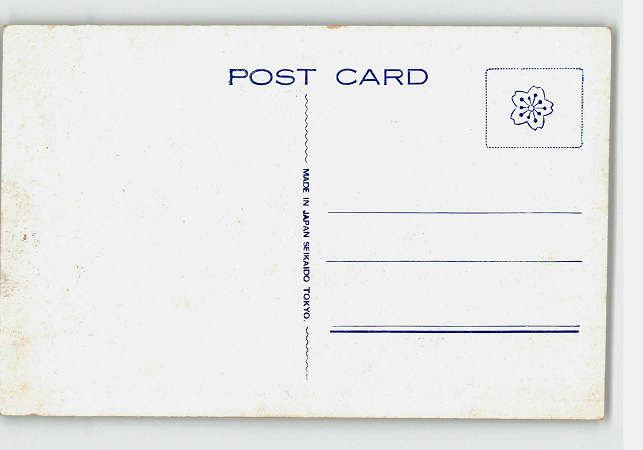 POST CARD
MADE IN JAPAN SEIKAIDO TOKYO.